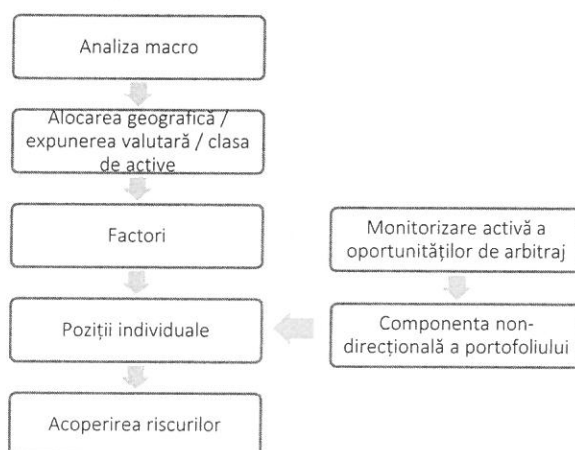 Analiza macro
Alocarea geografică /
expunerea valutară / clasa
de active
Factori
Poziții individuale
Acoperirea riscurilor
Monitorizare activă a
oportunităților de arbitraj
Componenta non-
direcțională a portofoliului